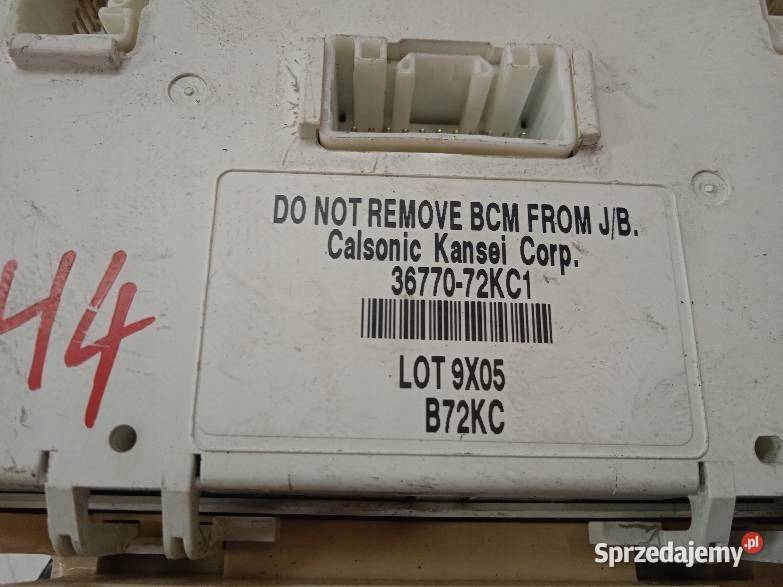 DO NOT REMOVE BCM FROM J/B.
Calsonic Kansei Corp.
36770-72KC1
44
LOT 9X05
B72KC
Sprzedajemy.pl